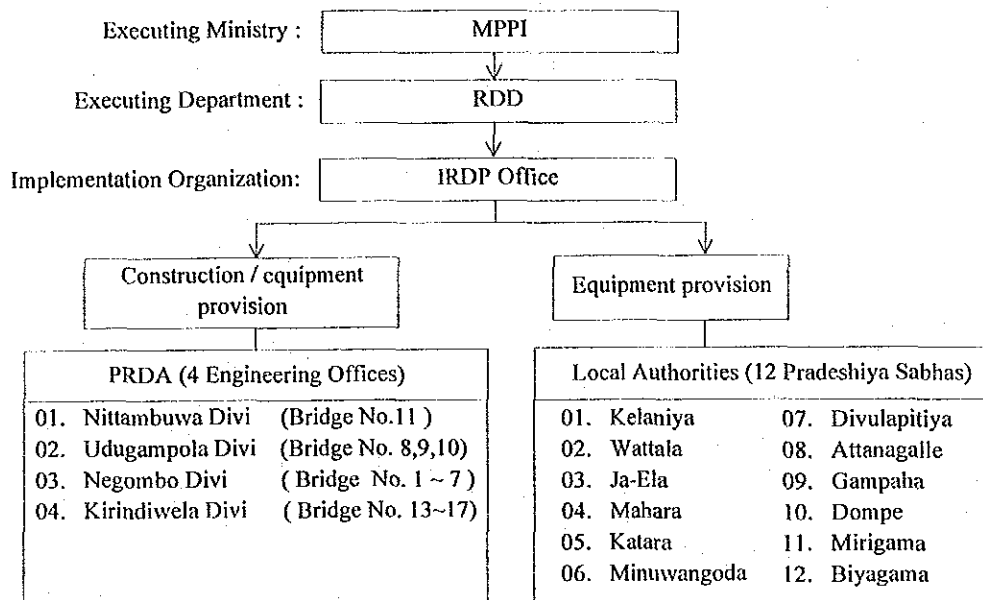 Executing Ministry :
MPPI
Executing Department :
RDD
Implementation Organization:
IRDP Office
Construction / equipment
provision
Equipment provision
PRDA (4 Engineering Offices)
01. Nittambuwa Divi (Bridge No.11 )
02. Udugampola Divi (Bridge No. 8,9,10)
03. Negombo Divi ( Bridge No. 1 ~ 7 )
04. Kirindiwela Divi ( Bridge No. 13~17)
Local Authorities (12 Pradeshiya Sabhas)
01. Kelaniya 07. Divulapitiya
02. Wattala 08. Attanagalle
03. Ja-Ela 09. Gampaha
04. Mahara 10. Dompe
05. Katara 11. Mirigama
06. Minuwangoda 12. Biyagama